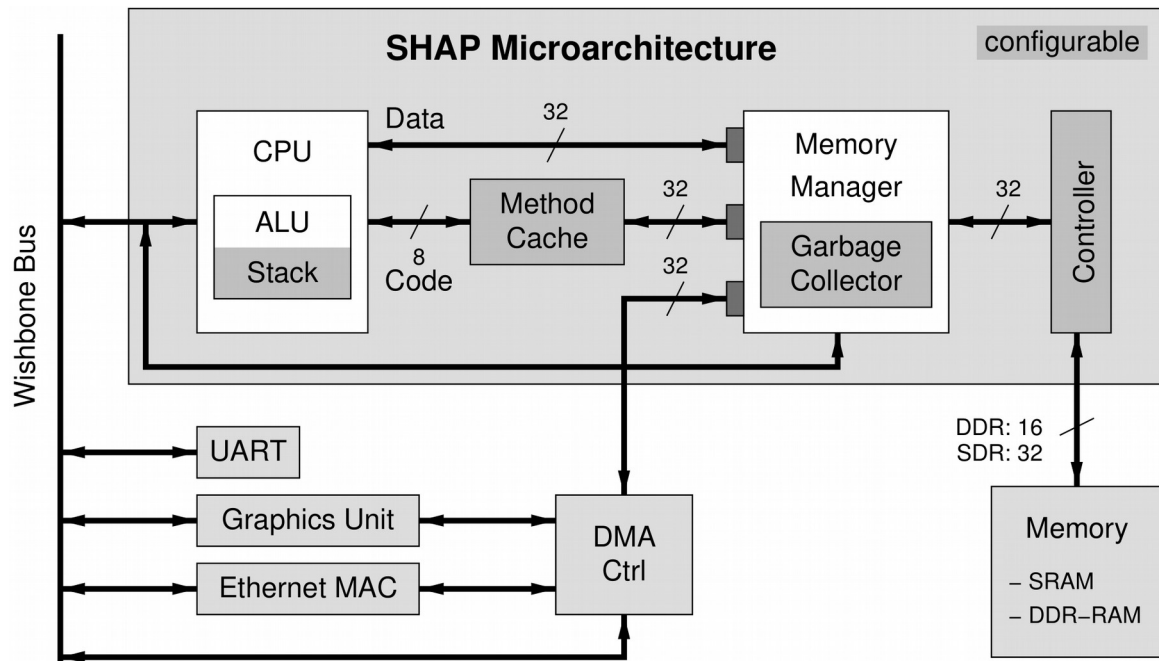 SHAP Microarchitecture
configurable
Wishbone Bus
CPU
ALU
Stack
Data
32
8
Code
Method
Cache
32
32
Memory
Manager
Garbage
Collector
32
Controller
UART
Graphics Unit
Ethernet MAC
DMA
Ctrl
DDR: 16
SDR: 32
Memory
– SRAM
– DDR–RAM